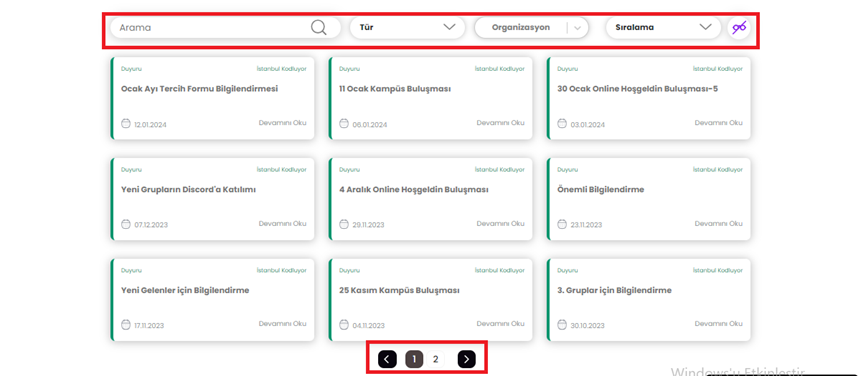 Arama Tür Organizasyon Sıralama
Duyuru İstanbul Kodluyor
Ocak Ayı Tercih Formu Bilgilendirmesi
12.01.2024 Devamını Oku
Duyuru İstanbul Kodluyor
11 Ocak Kampüs Buluşması
06.01.2024 Devamını Oku
Duyuru İstanbul Kodluyor
30 Ocak Online Hoşgeldin Buluşması-5
03.01.2024 Devamını Oku
Duyuru İstanbul Kodluyor
Yeni Grupların Discord'a Katılımı
07.12.2023 Devamını Oku
Duyuru İstanbul Kodluyor
4 Aralık Online Hoşgeldin Buluşması
29.11.2023 Devamını Oku
Duyuru İstanbul Kodluyor
Önemli Bilgilendirme
23.11.2023 Devamını Oku
Duyuru İstanbul Kodluyor
Yeni Gelenler için Bilgilendirme
17.11.2023 Devamını Oku
Duyuru İstanbul Kodluyor
25 Kasım Kampüs Buluşması
04.11.2023 Devamını Oku
Duyuru İstanbul Kodluyor
3. Gruplar için Bilgilendirme
30.10.2023 Devamını Oku
1 2
Windows'u Etkinleştir